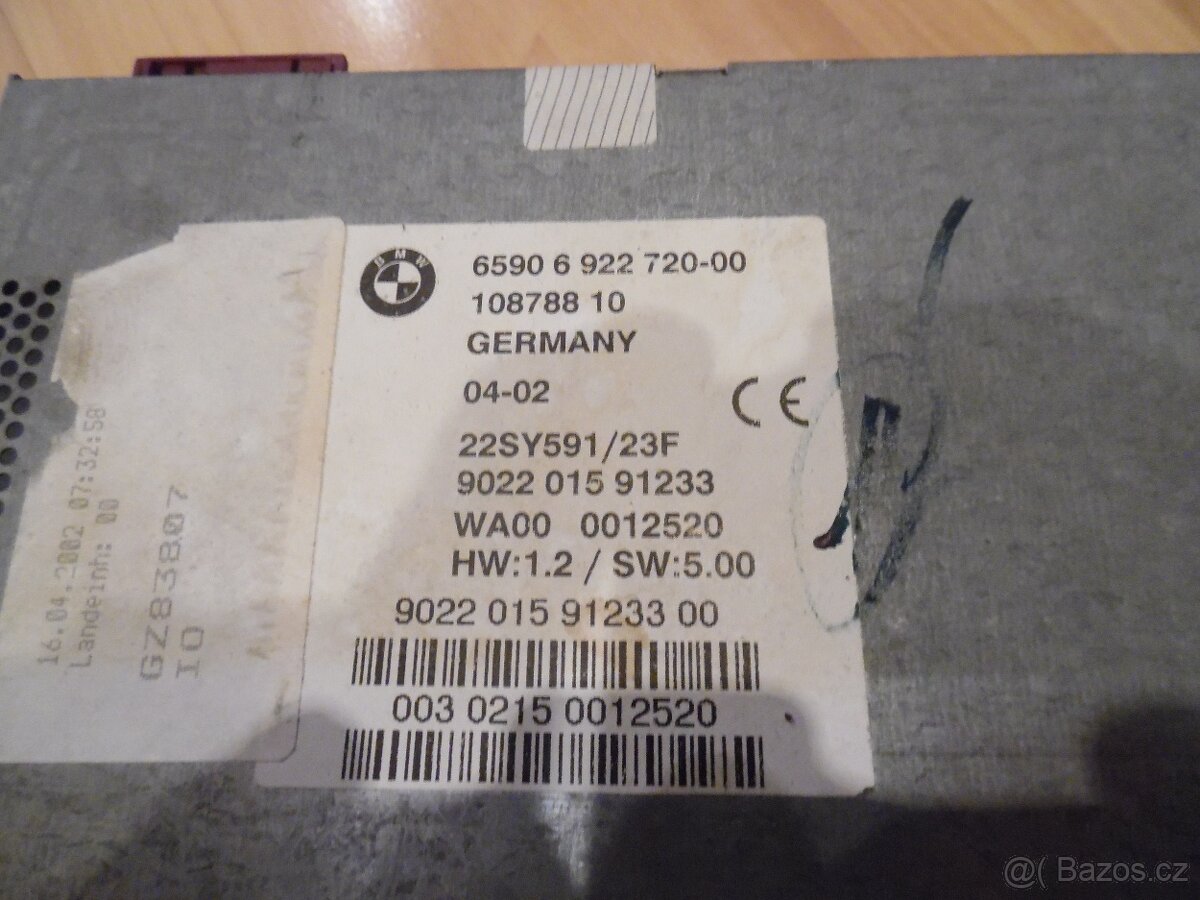 BMW
6590 6 922 720-00
108788 10
GERMANY
04-02
CE
22SY591/23F
9022 015 91233
WA00 0012520
HW:1.2 / SW:5.00
9022 015 91233 00
003 0215 0012520
16.04.2002 07:32:58
Landeinh: 00
GZ83807
IO
@( Bazos.cz